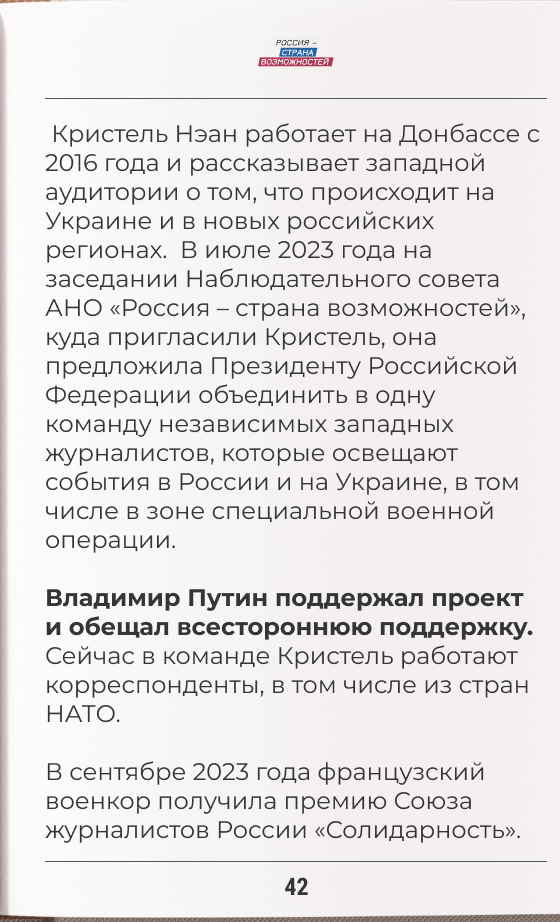 РОССИЯ –
СТРАНА
ВОЗМОЖНОСТЕЙ
Кристель Нэан работает на Донбассе с
2016 года и рассказывает западной
аудитории о том, что происходит на
Украине и в новых российских
регионах.  В июле 2023 года на
заседании Наблюдательного совета
АНО «Россия – страна возможностей»,
куда пригласили Кристель, она
предложила Президенту Российской
Федерации объединить в одну
команду независимых западных
журналистов, которые освещают
события в России и на Украине, в том
числе в зоне специальной военной
операции.
Владимир Путин поддержал проект
и обещал всестороннюю поддержку.
Сейчас в команде Кристель работают
корреспонденты, в том числе из стран
НАТО.
В сентябре 2023 года французский
военкор получила премию Союза
журналистов России «Солидарность».
42